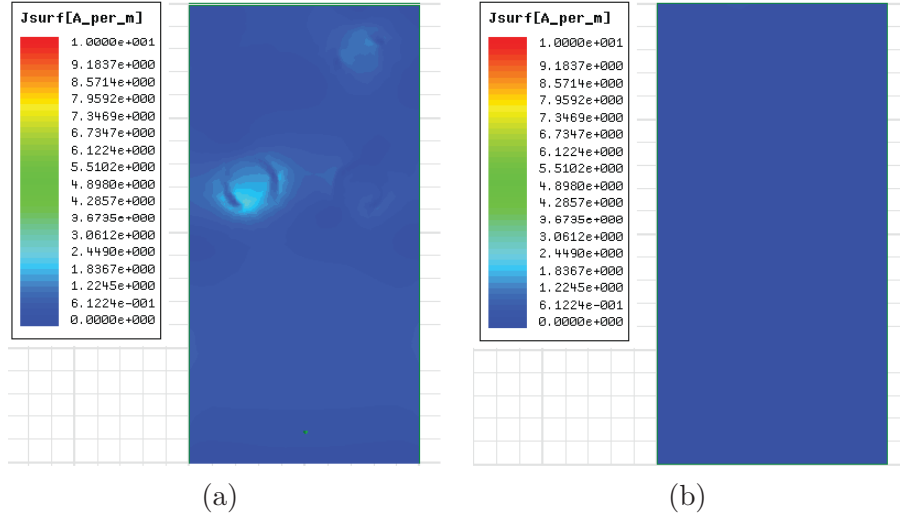 Jsurf[A_per_m]
1.0000e+001
9.1837e+000
8.5714e+000
7.9592e+000
7.3469e+000
6.7347e+000
6.1224e+000
5.5102e+000
4.8980e+000
4.2857e+000
3.6735e+000
3.0612e+000
2.4490e+000
1.8367e+000
1.2245e+000
6.1224e-001
0.0000e+000
(a)
Jsurf[A_per_m]
1.0000e+001
9.1837e+000
8.5714e+000
7.9592e+000
7.3469e+000
6.7347e+000
6.1224e+000
5.5102e+000
4.8980e+000
4.2857e+000
3.6735e+000
3.0612e+000
2.4490e+000
1.8367e+000
1.2245e+000
6.1224e-001
0.0000e+000
(b)